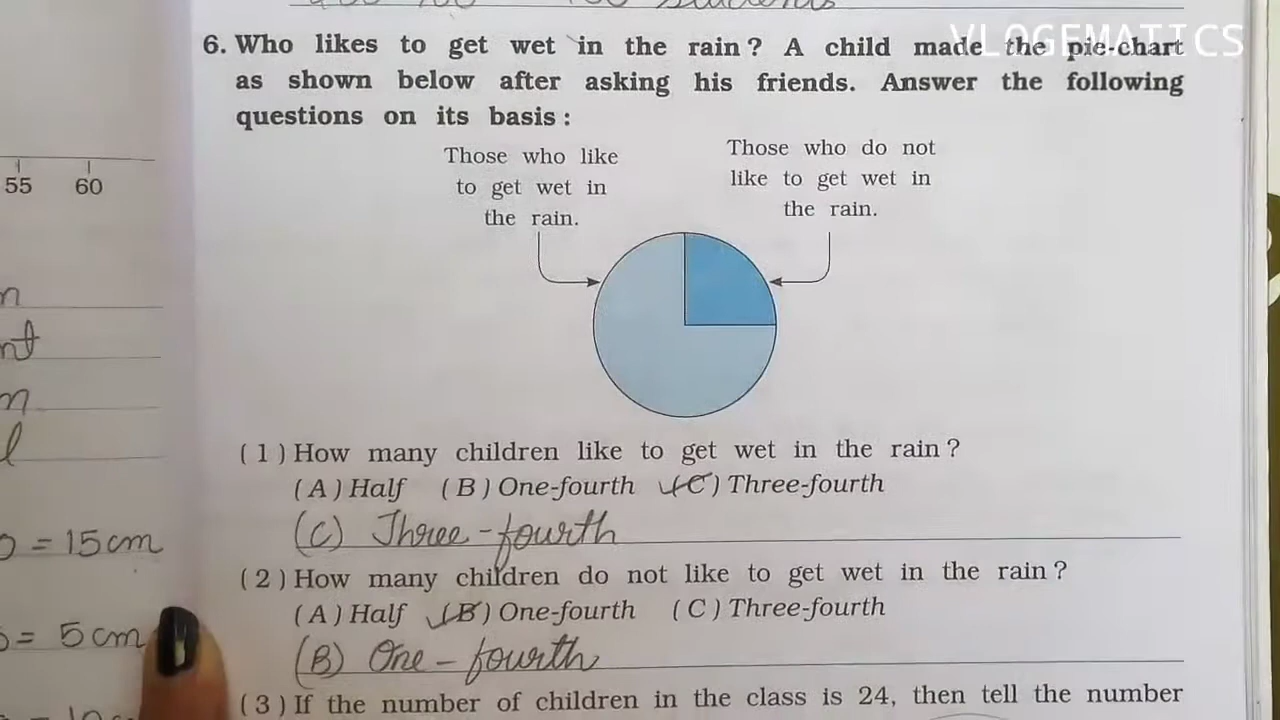 VLOGEMATICS
6. Who likes to get wet in the rain? A child made the pie-chart
as shown below after asking his friends. Answer the following
questions on its basis :
Those who like
to get wet in
the rain.
Those who do not
like to get wet in
the rain.
55 60
(1) How many children like to get wet in the rain?
(A) Half (B) One-fourth (C) Three-fourth
(C) Three-fourth
= 15cm
(2) How many children do not like to get wet in the rain?
(A) Half (B) One-fourth (C) Three-fourth
= 5cm
(B) One-fourth
(3) If the number of children in the class is 24, then tell the number